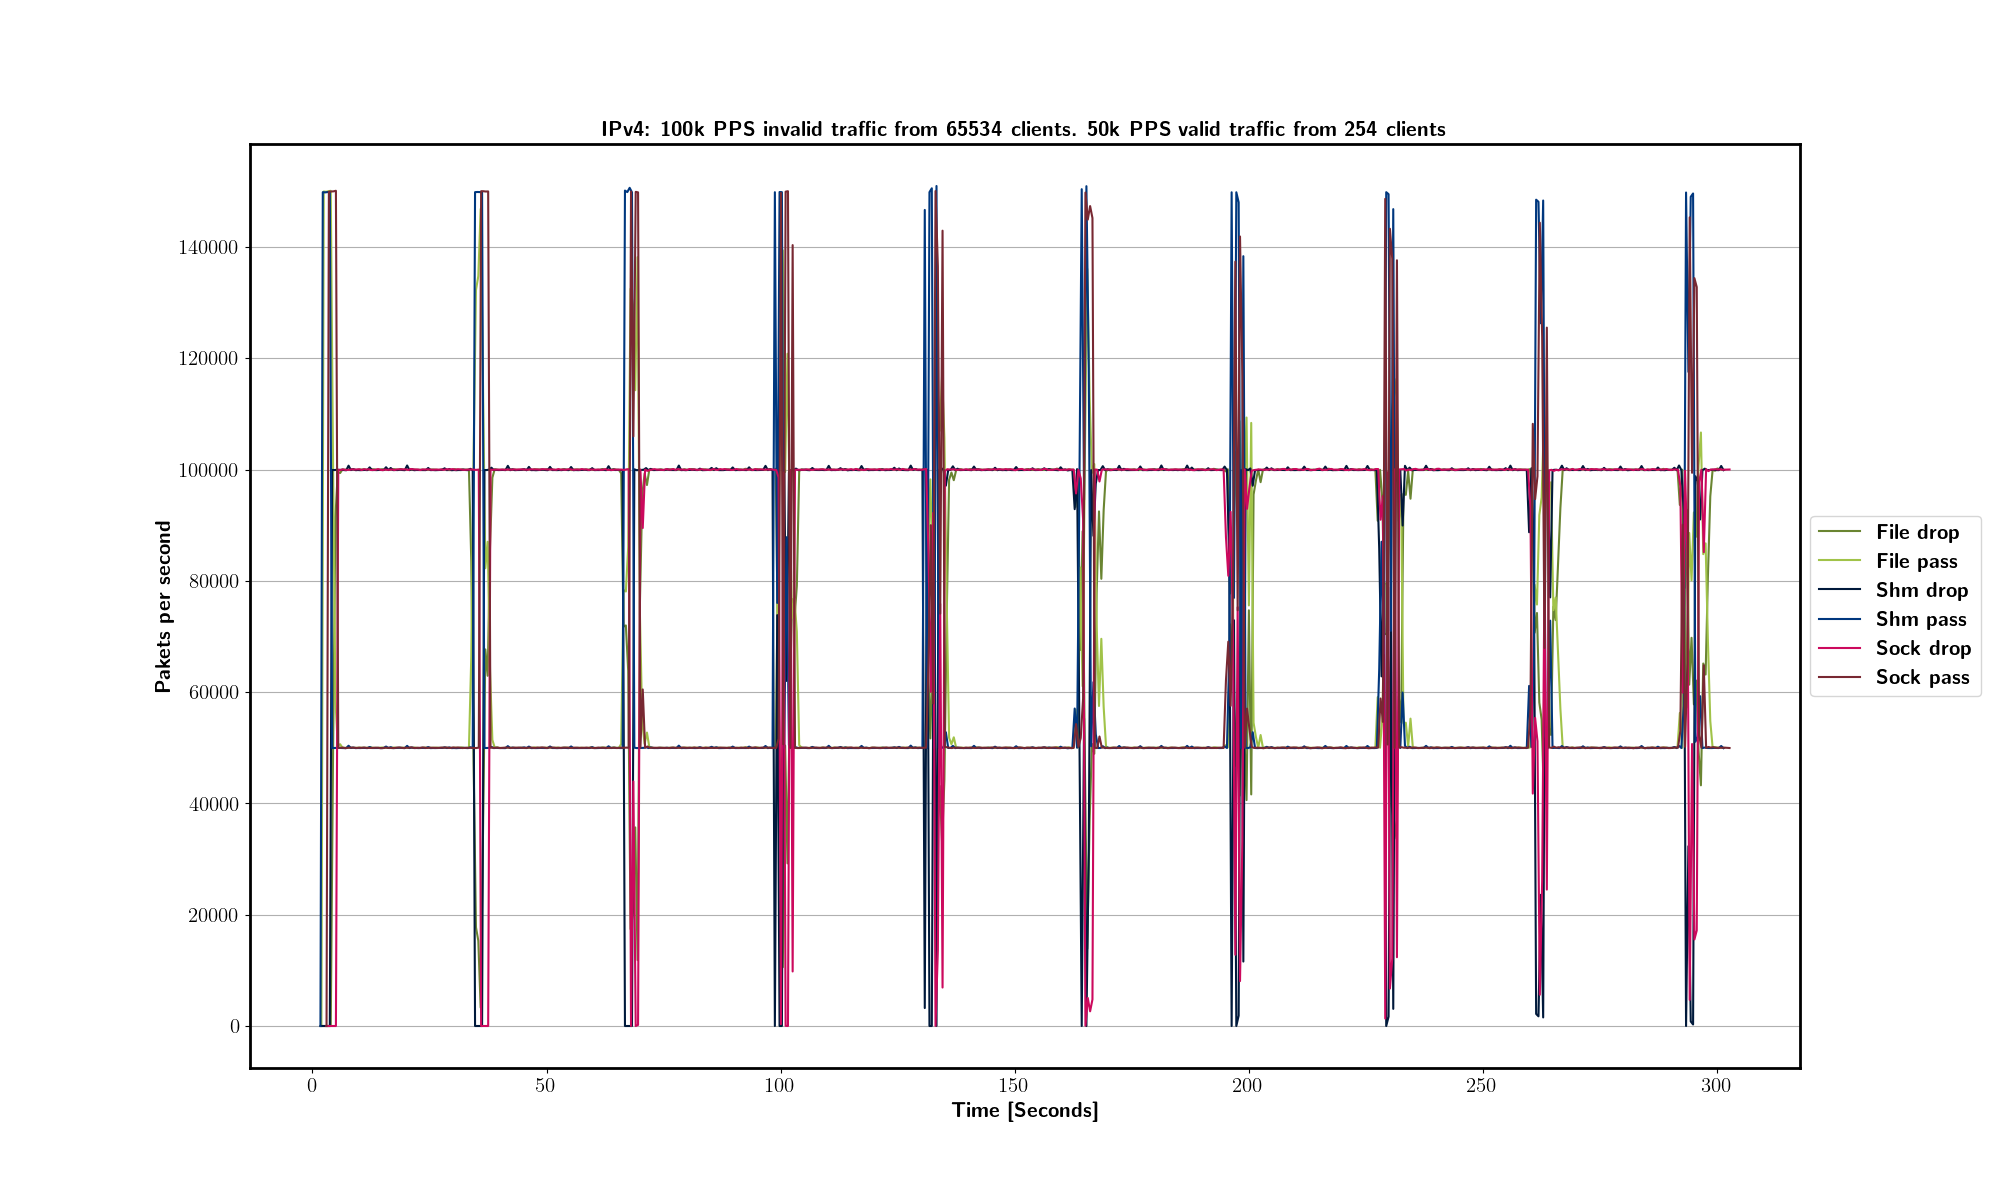 IPv4: 100k PPS invalid traffic from 65534 clients. 50k PPS valid traffic from 254 clients
Pakets per second
140000
120000
100000
80000
60000
40000
20000
0
0 50 100 150 200 250 300
Time [Seconds]
File drop
File pass
Shm drop
Shm pass
Sock drop
Sock pass